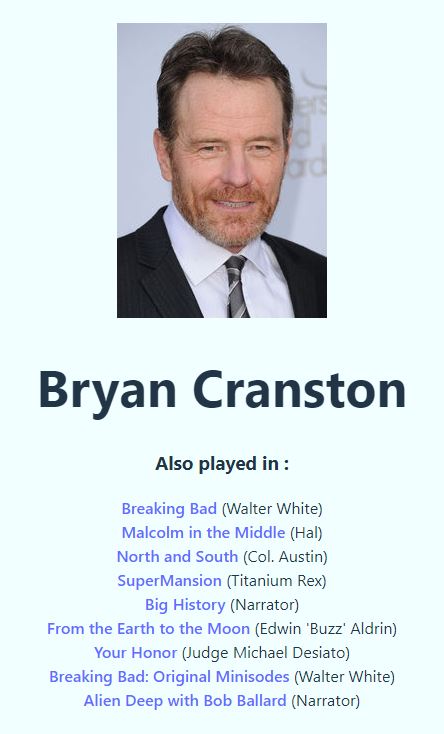 Bryan Cranston
Also played in :
Breaking Bad (Walter White)
Malcolm in the Middle (Hal)
North and South (Col. Austin)
SuperMansion (Titanium Rex)
Big History (Narrator)
From the Earth to the Moon (Edwin 'Buzz' Aldrin)
Your Honor (Judge Michael Desiato)
Breaking Bad: Original Minisodes (Walter White)
Alien Deep with Bob Ballard (Narrator)